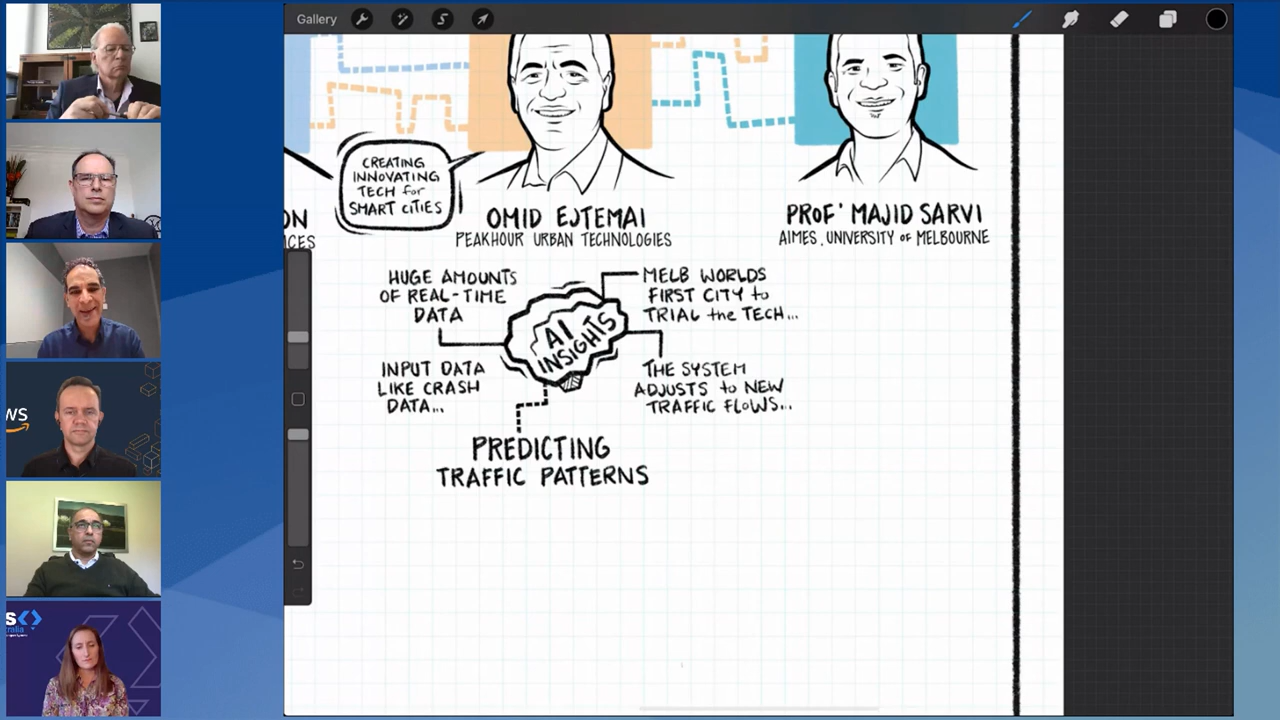 Gallery
CREATING
INNOVATING
TECH for
SMART CITIES
ON
ICES
OMID EJTEMAI
PEAKHOUR URBAN TECHNOLOGIES
PROF' MAJID SARVI
AIMES, UNIVERSITY of MELBOURNE
HUGE AMOUNTS
OF REAL-TIME
DATA
MELB WORLDS
FIRST CITY to
TRIAL the TECH...
AI
INSIGHTS
INPUT DATA
LIKE CRASH
DATA...
THE SYSTEM
ADJUSTS to NEW
TRAFFIC FLOWS...
PREDICTING
TRAFFIC PATTERNS
ws
S
tralia